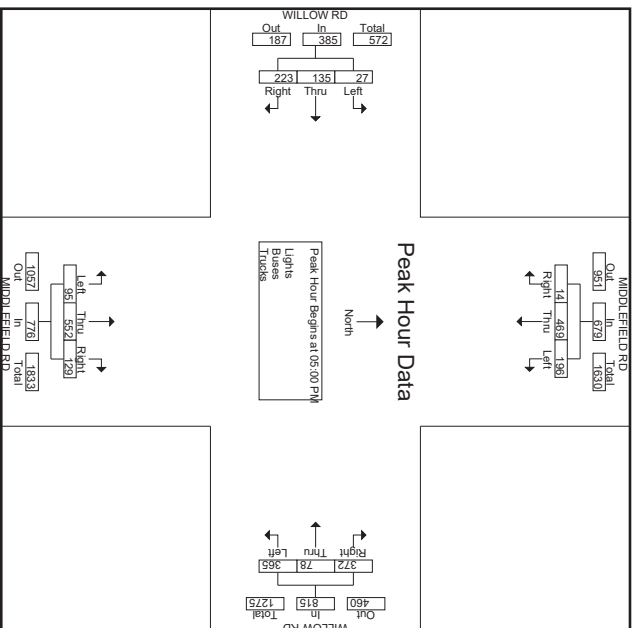 WILLOW RD
Out In Total
187 385 572
223 135 27
Right Thru Left
MIDDLEFIELD RD
Out In Total
951 679 1630
14 469 196
Right Thru Left
Peak Hour Data
North
Peak Hour Begins at 05:00 PM
Lights
Buses
Trucks
Left Thru Right
95 552 129
1057 776 1833
Out In Total
MIDDLEFIELD RD
Left Thru Right
365 78 372
1275 815 460
Total In Out
WILLOW RD